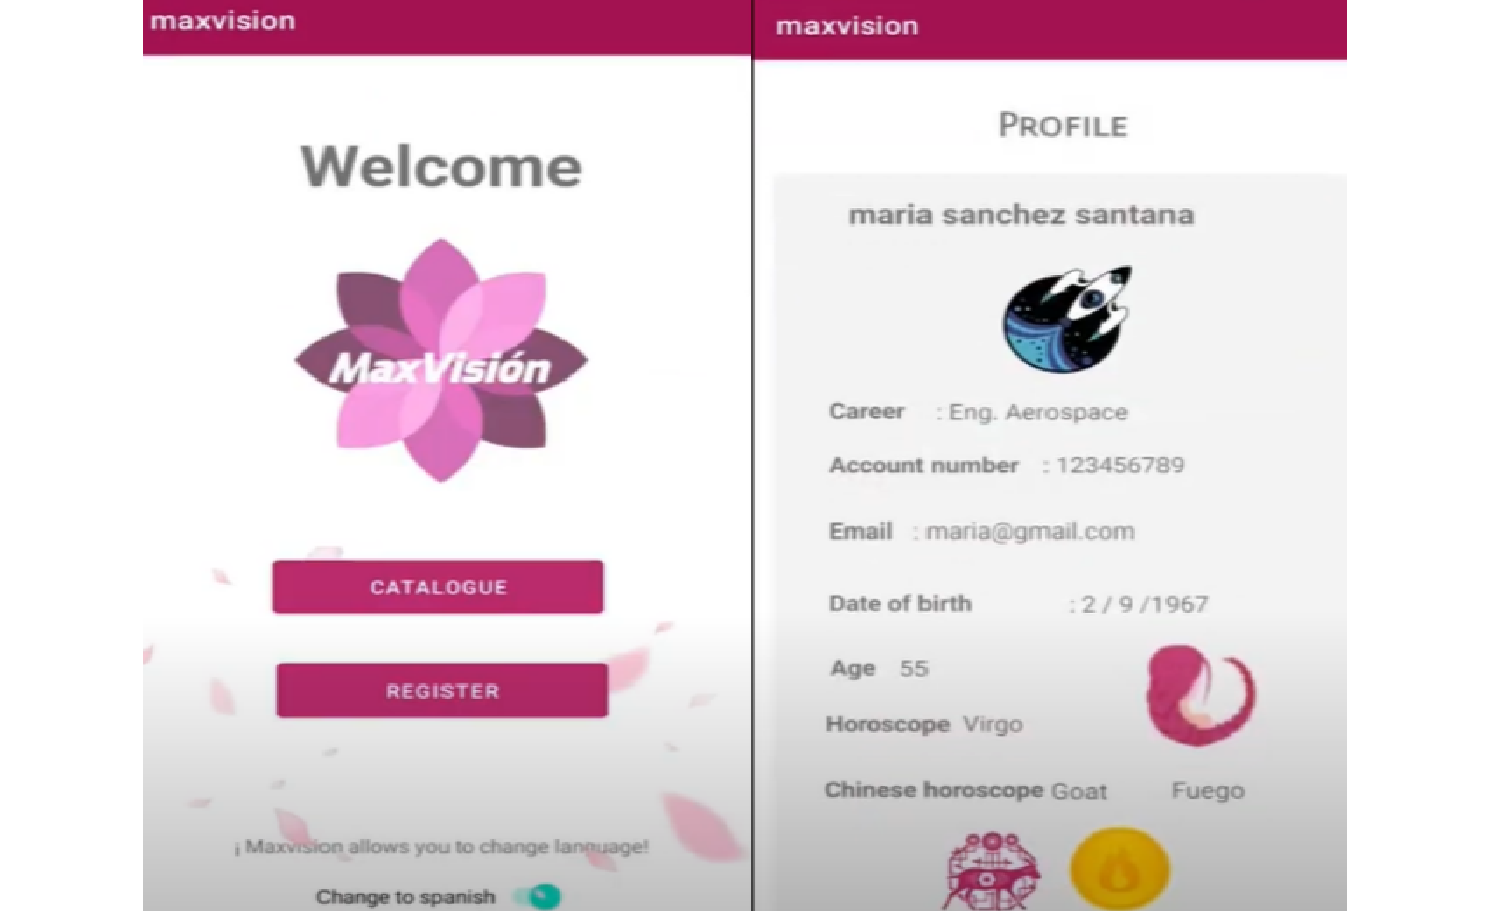 maxvision
Welcome
MaxVisión
CATALOGUE
REGISTER
¡ Maxvision allows you to change language!
Change to spanish
maxvision
PROFILE
maria sanchez santana
Career : Eng. Aerospace
Account number : 123456789
Email : maria@gmail.com
Date of birth : 2 / 9 /1967
Age 55
Horoscope Virgo
Chinese horoscope Goat Fuego